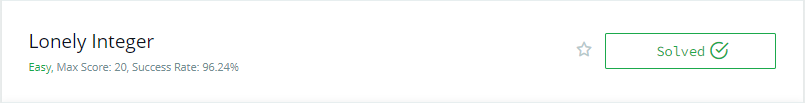 Lonely Integer
Easy, Max Score: 20, Success Rate: 96.24%
Solved